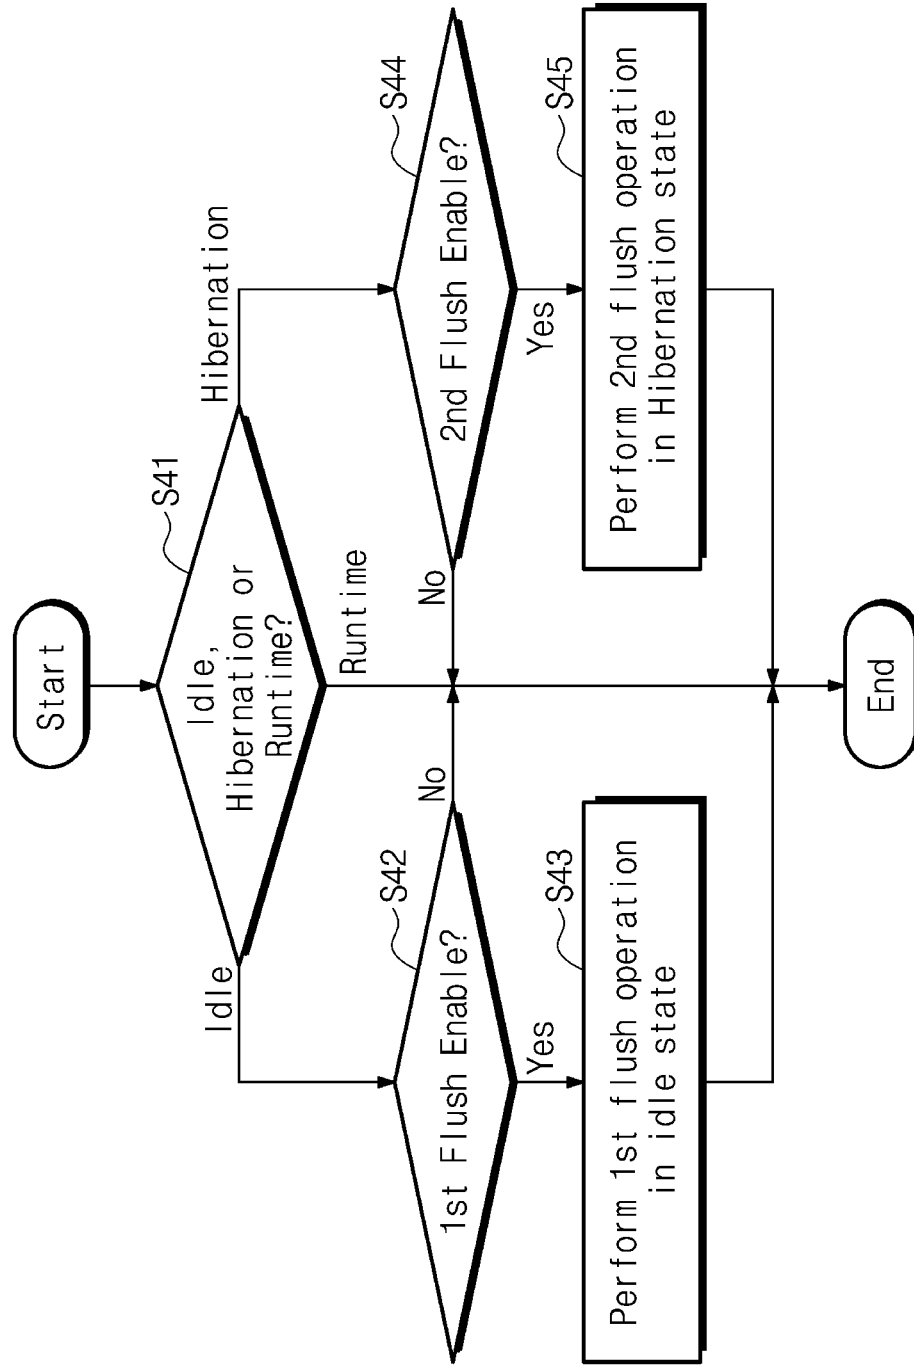 Start
S41
Idle,
Hibernation or
Runtime?
Idle
Runtime
Hibernation
S42
1st Flush Enable?
No
No
S44
2nd Flush Enable?
Yes
Yes
S43
Perform 1st flush operation
in idle state
S45
Perform 2nd flush operation
in Hibernation state
End